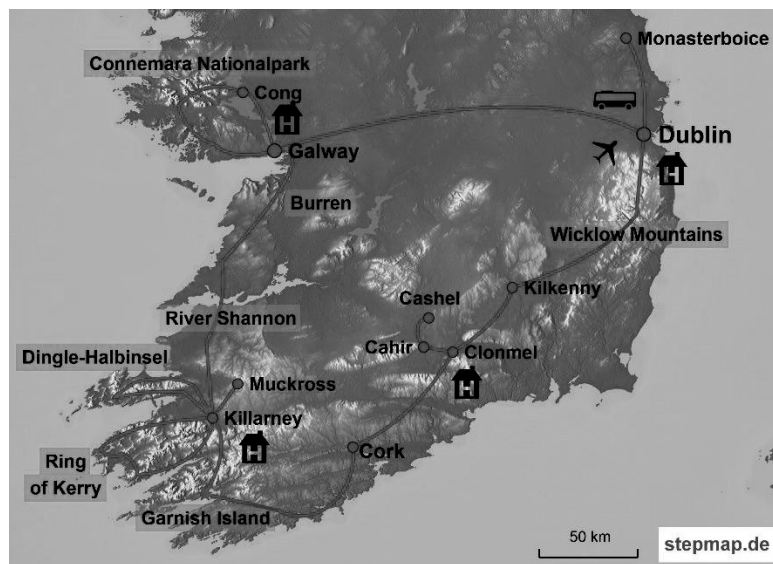 Monasterboice
Connemara Nationalpark
Cong
H
Dublin
Galway
H
Burren
Wicklow Mountains
Kilkenny
Cashel
River Shannon
Cahir
Clonmel
Dingle-Halbinsel
H
Muckross
Killarney
H
Cork
Ring
of Kerry
Garnish Island
50 km
stepmap.de